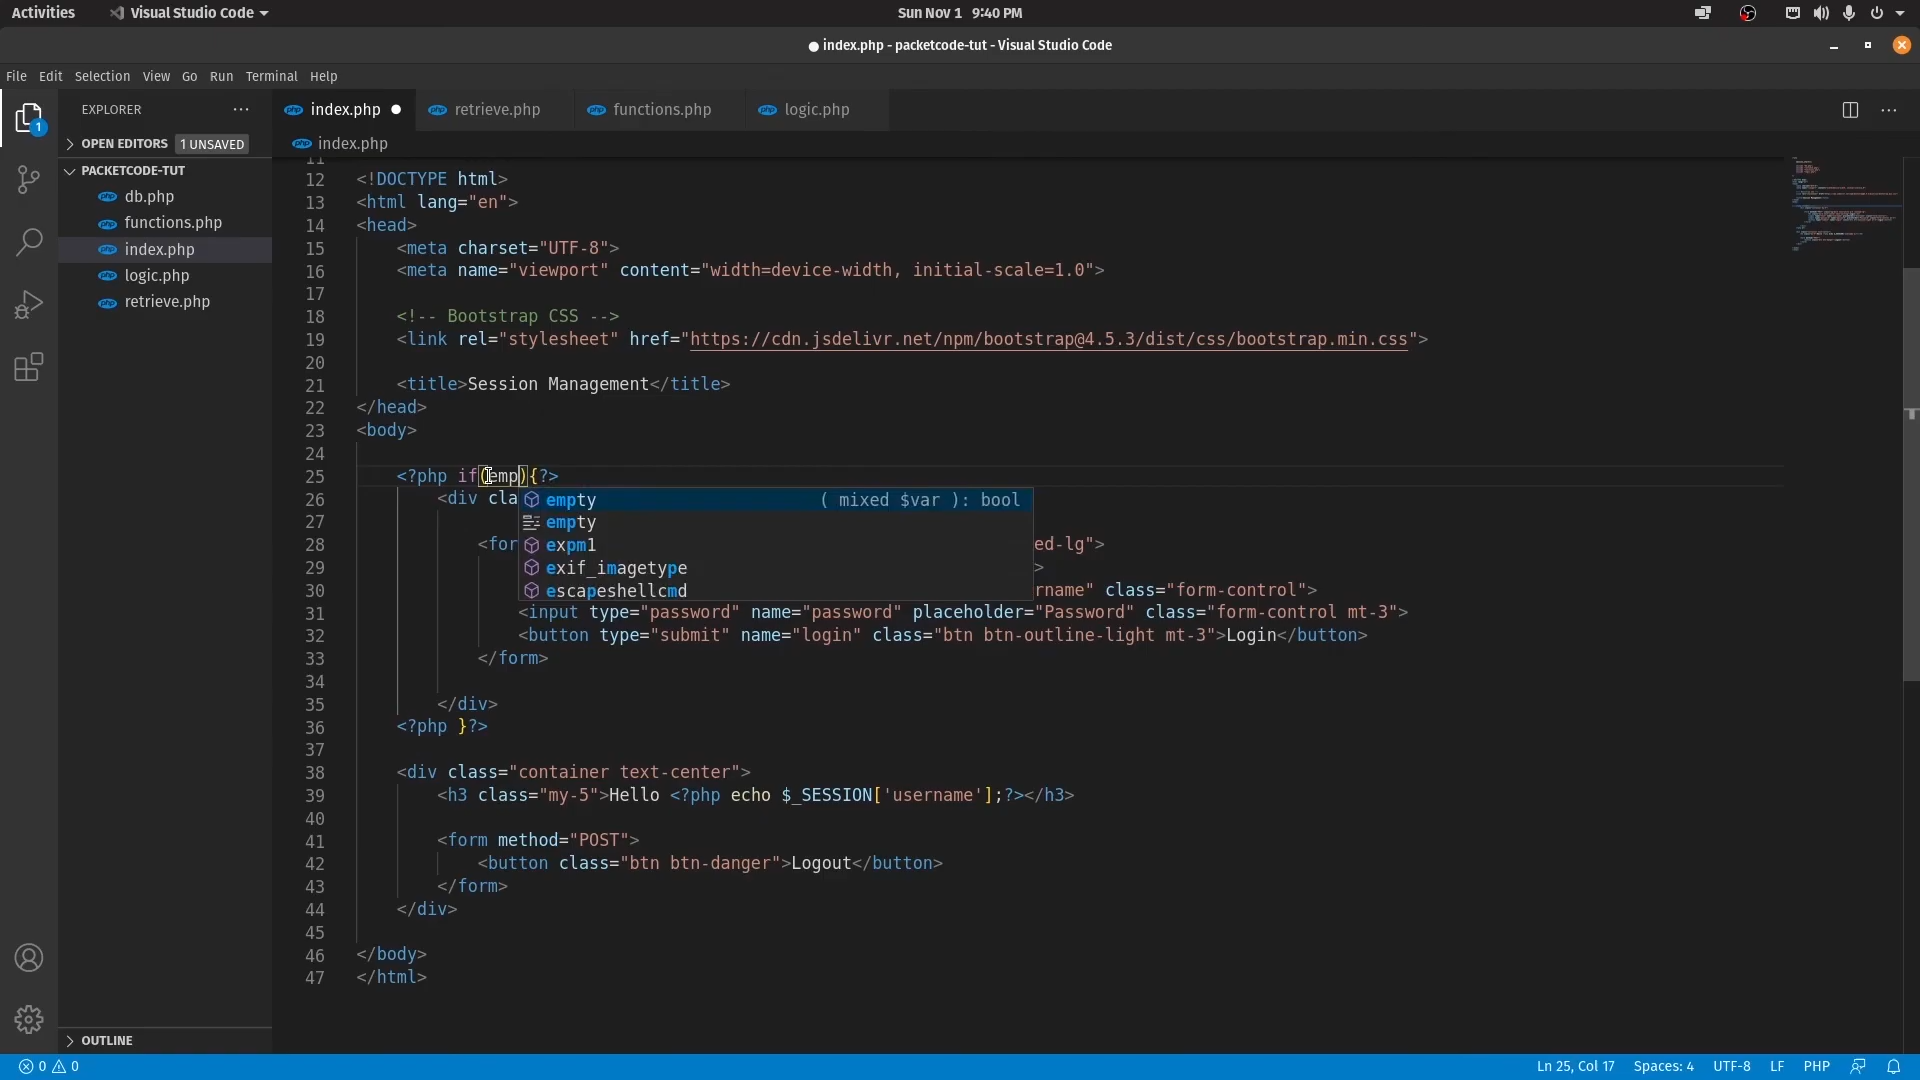 Activities
Visual Studio Code
Sun Nov 1 9:40 PM
● index.php - packetcode-tut - Visual Studio Code
File Edit Selection View Go Run Terminal Help
EXPLORER
index.php
retrieve.php
functions.php
logic.php
OPEN EDITORS 1 UNSAVED
index.php
PACKETCODE-TUT
db.php
functions.php
index.php
logic.php
retrieve.php
1
11
12 <!DOCTYPE html>
13 <html lang="en">
14 <head>
15 <meta charset="UTF-8">
16 <meta name="viewport" content="width=device-width, initial-scale=1.0">
17
18 <!-- Bootstrap CSS -->
19 <link rel="stylesheet" href="https://cdn.jsdelivr.net/npm/bootstrap@4.5.3/dist/css/bootstrap.min.css">
20
21 <title>Session Management</title>
22 </head>
23 <body>
24
25 <?php if(emp){?>
26 <div cla
empty ( mixed $var ): bool
27
empty
28 <for
ed-lg">
expm1
29
>
exif_imagetype
30
rname" class="form-control">
escapeshellcmd
31 <input type="password" name="password" placeholder="Password" class="form-control mt-3">
32 <button type="submit" name="login" class="btn btn-outline-light mt-3">Login</button>
33 </form>
34
35 </div>
36 <?php }?>
37
38 <div class="container text-center">
39 <h3 class="my-5">Hello <?php echo $_SESSION['username'];?></h3>
40
41 <form method="POST">
42 <button class="btn btn-danger">Logout</button>
43 </form>
44 </div>
45
46 </body>
47 </html>
OUTLINE
0 0
Ln 25, Col 17 Spaces: 4 UTF-8 LF PHP